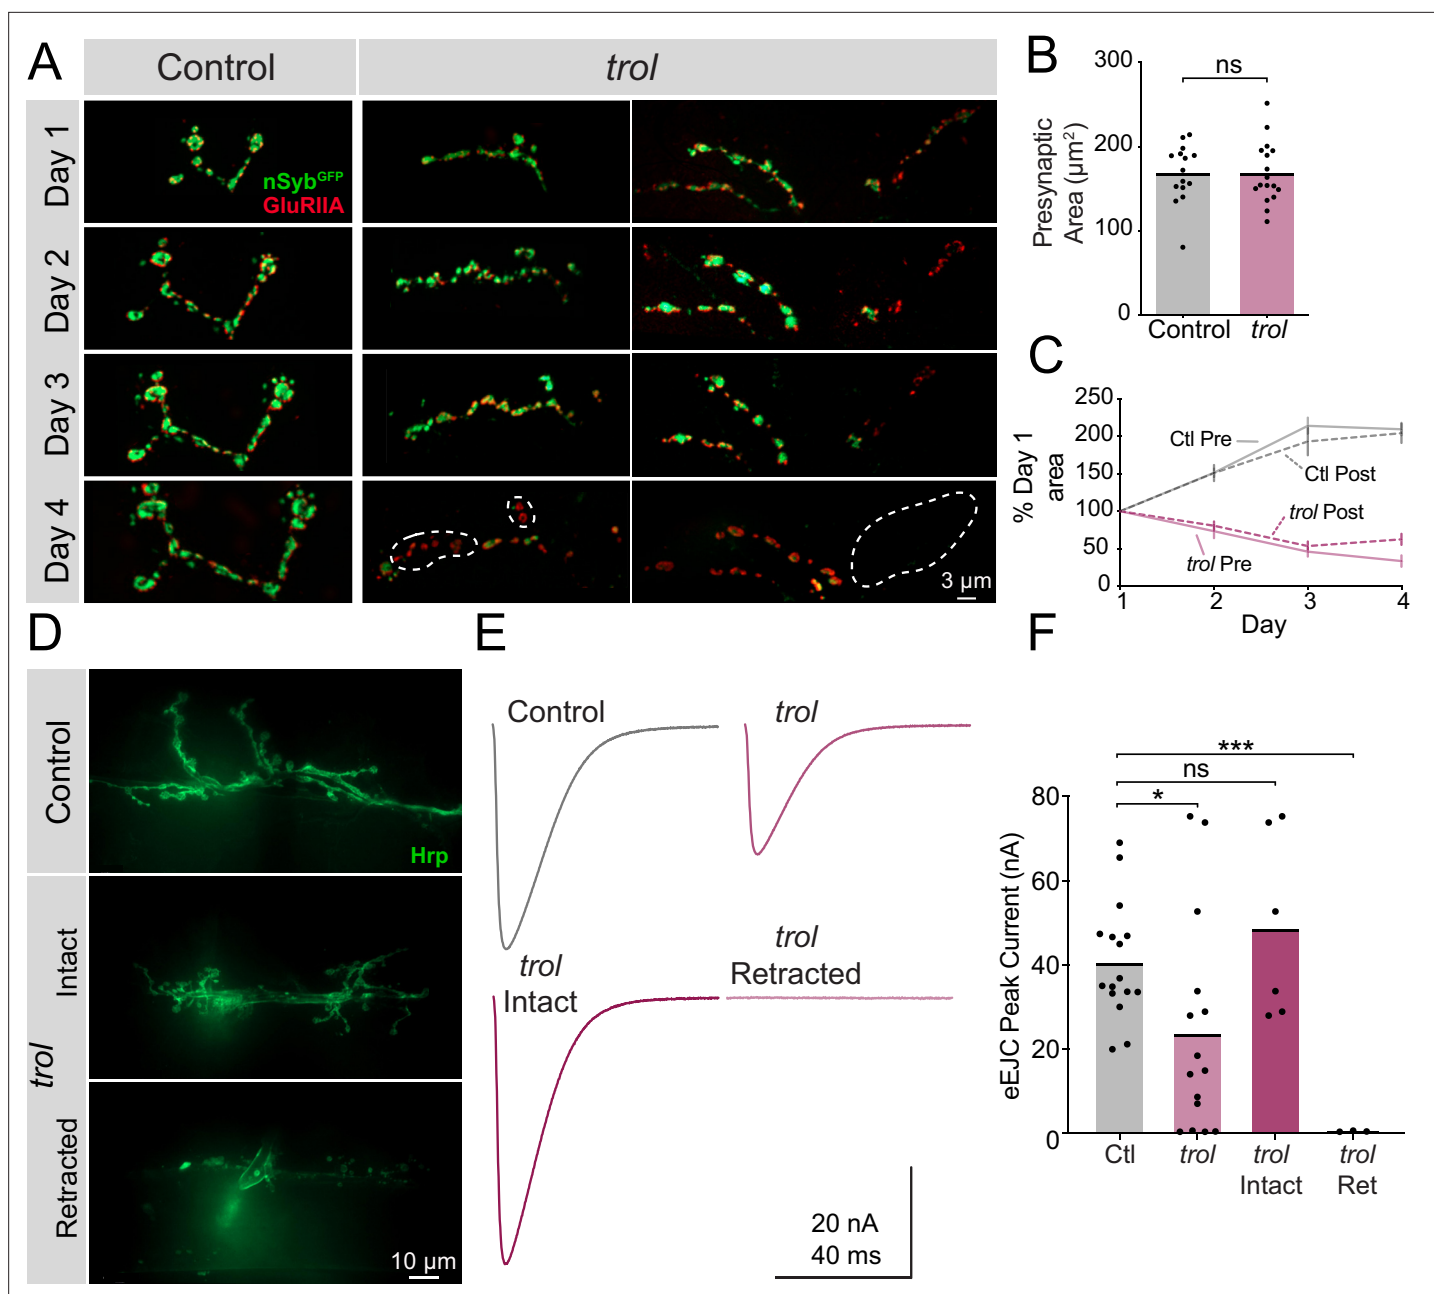 A
Control
trol
Day 1
Day 2
Day 3
Day 4
nSybGFP
GluRIIA
3 µm
B
300
200
100
0
Presynaptic
Area (µm²)
ns
Control
trol
C
250
200
150
100
50
0
% Day 1
area
Ctl Pre
Ctl Post
trol Post
trol Pre
1
2
3
4
Day
D
Control
trol
Intact
Retracted
Hrp
10 µm
E
Control
trol
trol
Intact
trol
Retracted
20 nA
40 ms
F
***
ns
*
80
60
40
20
0
eEJC Peak Current (nA)
Ctl
trol
trol
Intact
trol
Ret